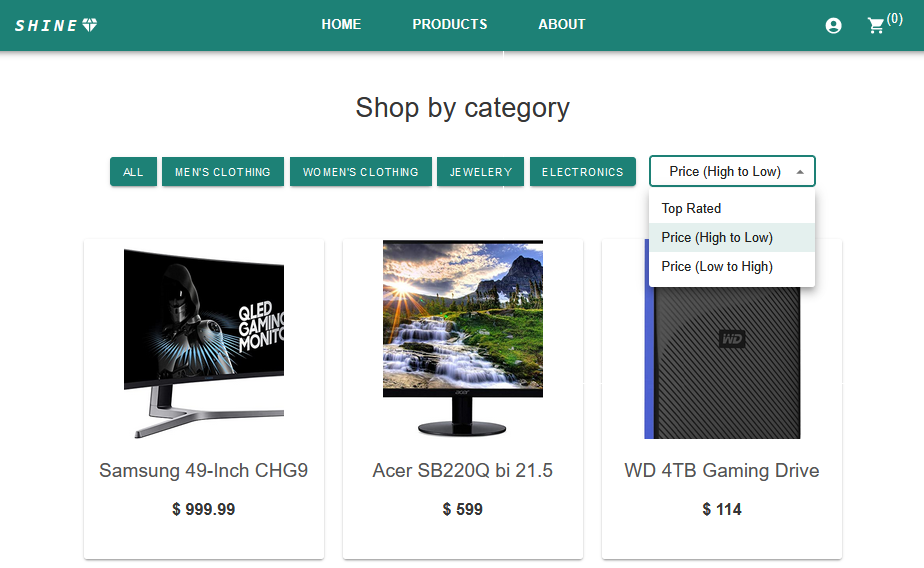 SHINE
HOME PRODUCTS ABOUT
(0)
Shop by category
ALL MEN'S CLOTHING WOMEN'S CLOTHING JEWELERY ELECTRONICS Price (High to Low)
Top Rated
Price (High to Low)
Price (Low to High)
QLED
GAMING
MONITO
acer
WD
Samsung 49-Inch CHG9
$ 999.99
Acer SB220Q bi 21.5
$ 599
WD 4TB Gaming Drive
$ 114